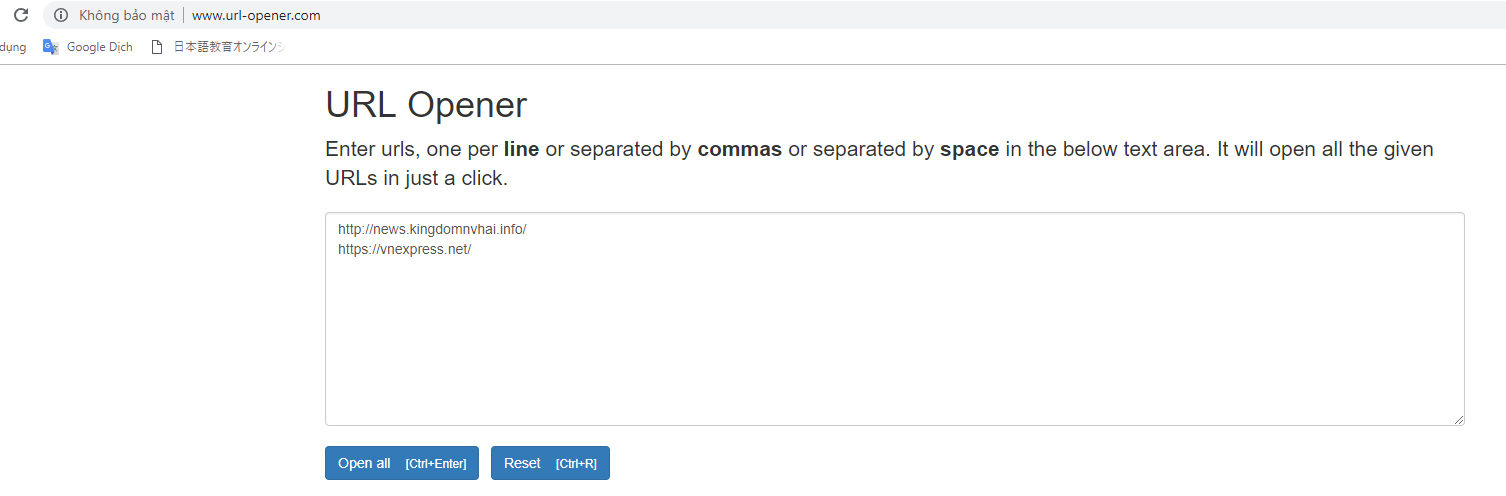 Không bảo mật www.url-opener.com
dụng Google Dịch 日本語教育オンライン
URL Opener
Enter urls, one per line or separated by commas or separated by space in the below text area. It will open all the given
URLs in just a click.
http://news.kingdomnvhai.info/
https://vnexpress.net/
Open all [Ctrl+Enter] Reset [Ctrl+R]